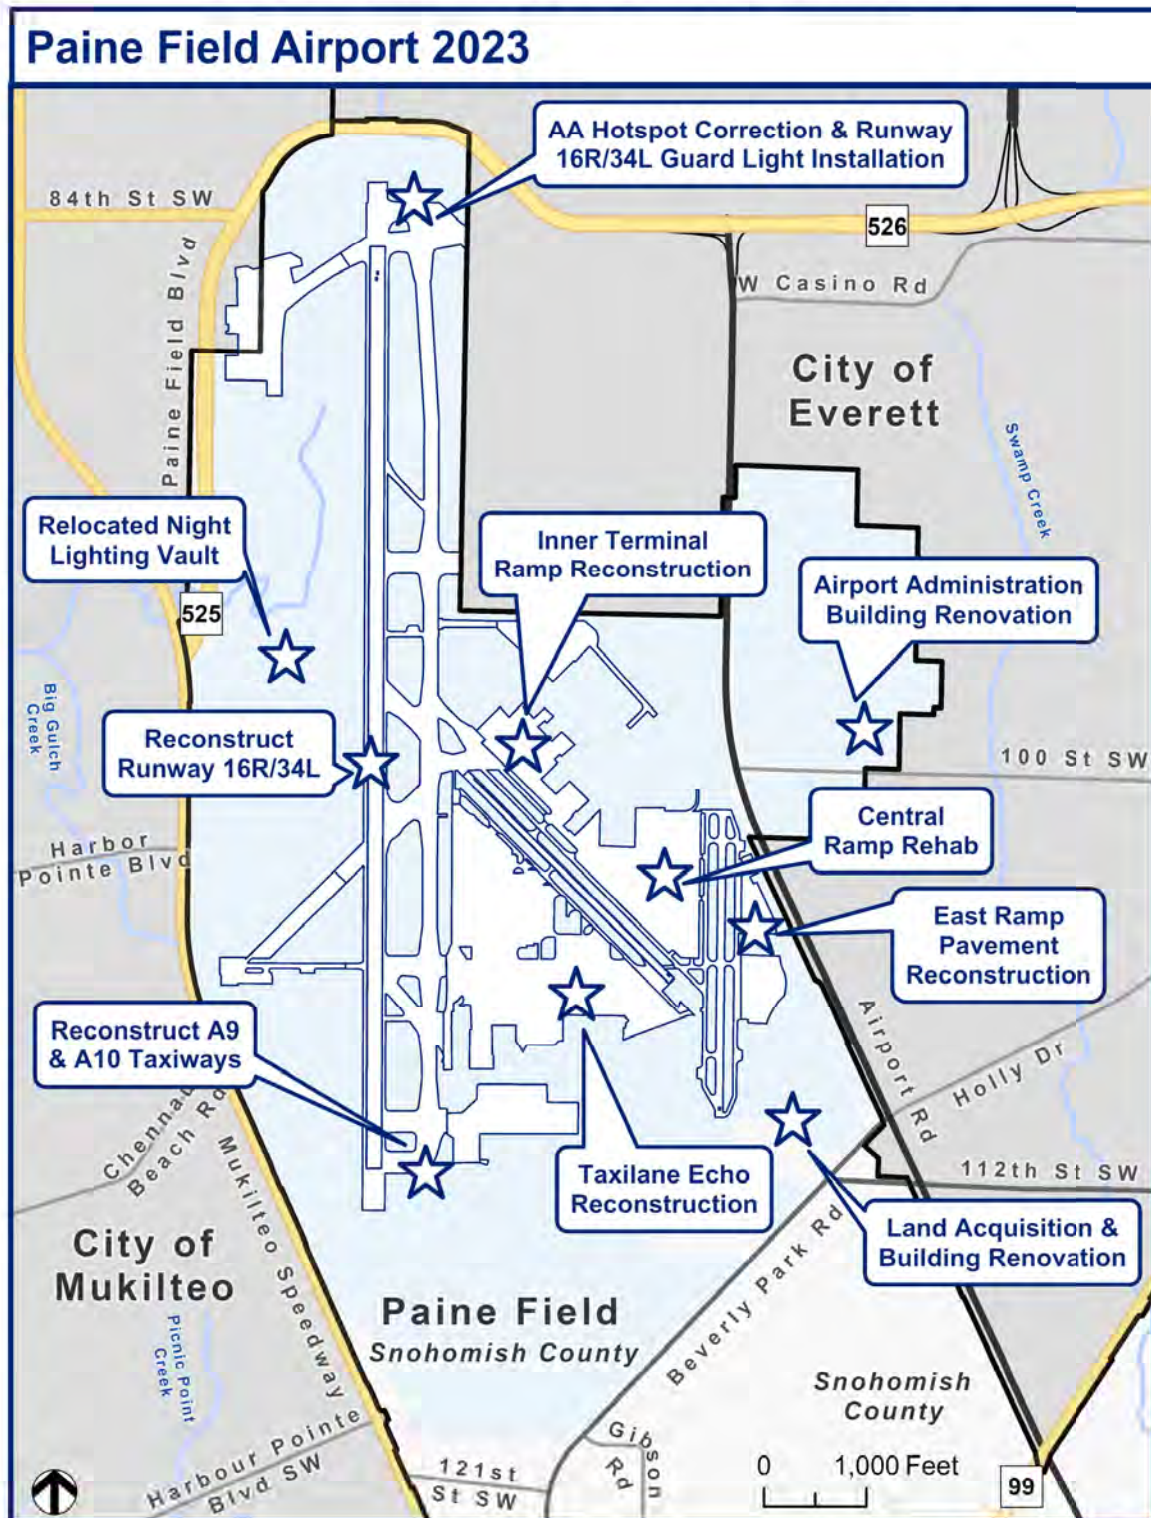 Paine Field Airport 2023
AA Hotspot Correction & Runway
16R/34L Guard Light Installation
84th St SW
526
Paine Field Blvd
W Casino Rd
City of
Everett
Swamp Creek
Relocated Night
Lighting Vault
Inner Terminal
Ramp Reconstruction
Airport Administration
Building Renovation
525
Big Gulch
Creek
Reconstruct
Runway 16R/34L
100 St SW
Central
Ramp Rehab
Harbor
Pointe Blvd
East Ramp
Pavement
Reconstruction
Reconstruct A9
& A10 Taxiways
Airport Rd
Holly Dr
Chennault
Beach Rd
Taxilane Echo
Reconstruction
112th St SW
Land Acquisition &
Building Renovation
City of
Mukilteo
Mukilteo Speedway
Beverly Park Rd
Paine Field
Snohomish County
Picnic Point
Creek
Snohomish
County
Harbour Pointe
Blvd SW
Gibson
Rd
121st
St SW
0 1,000 Feet
99